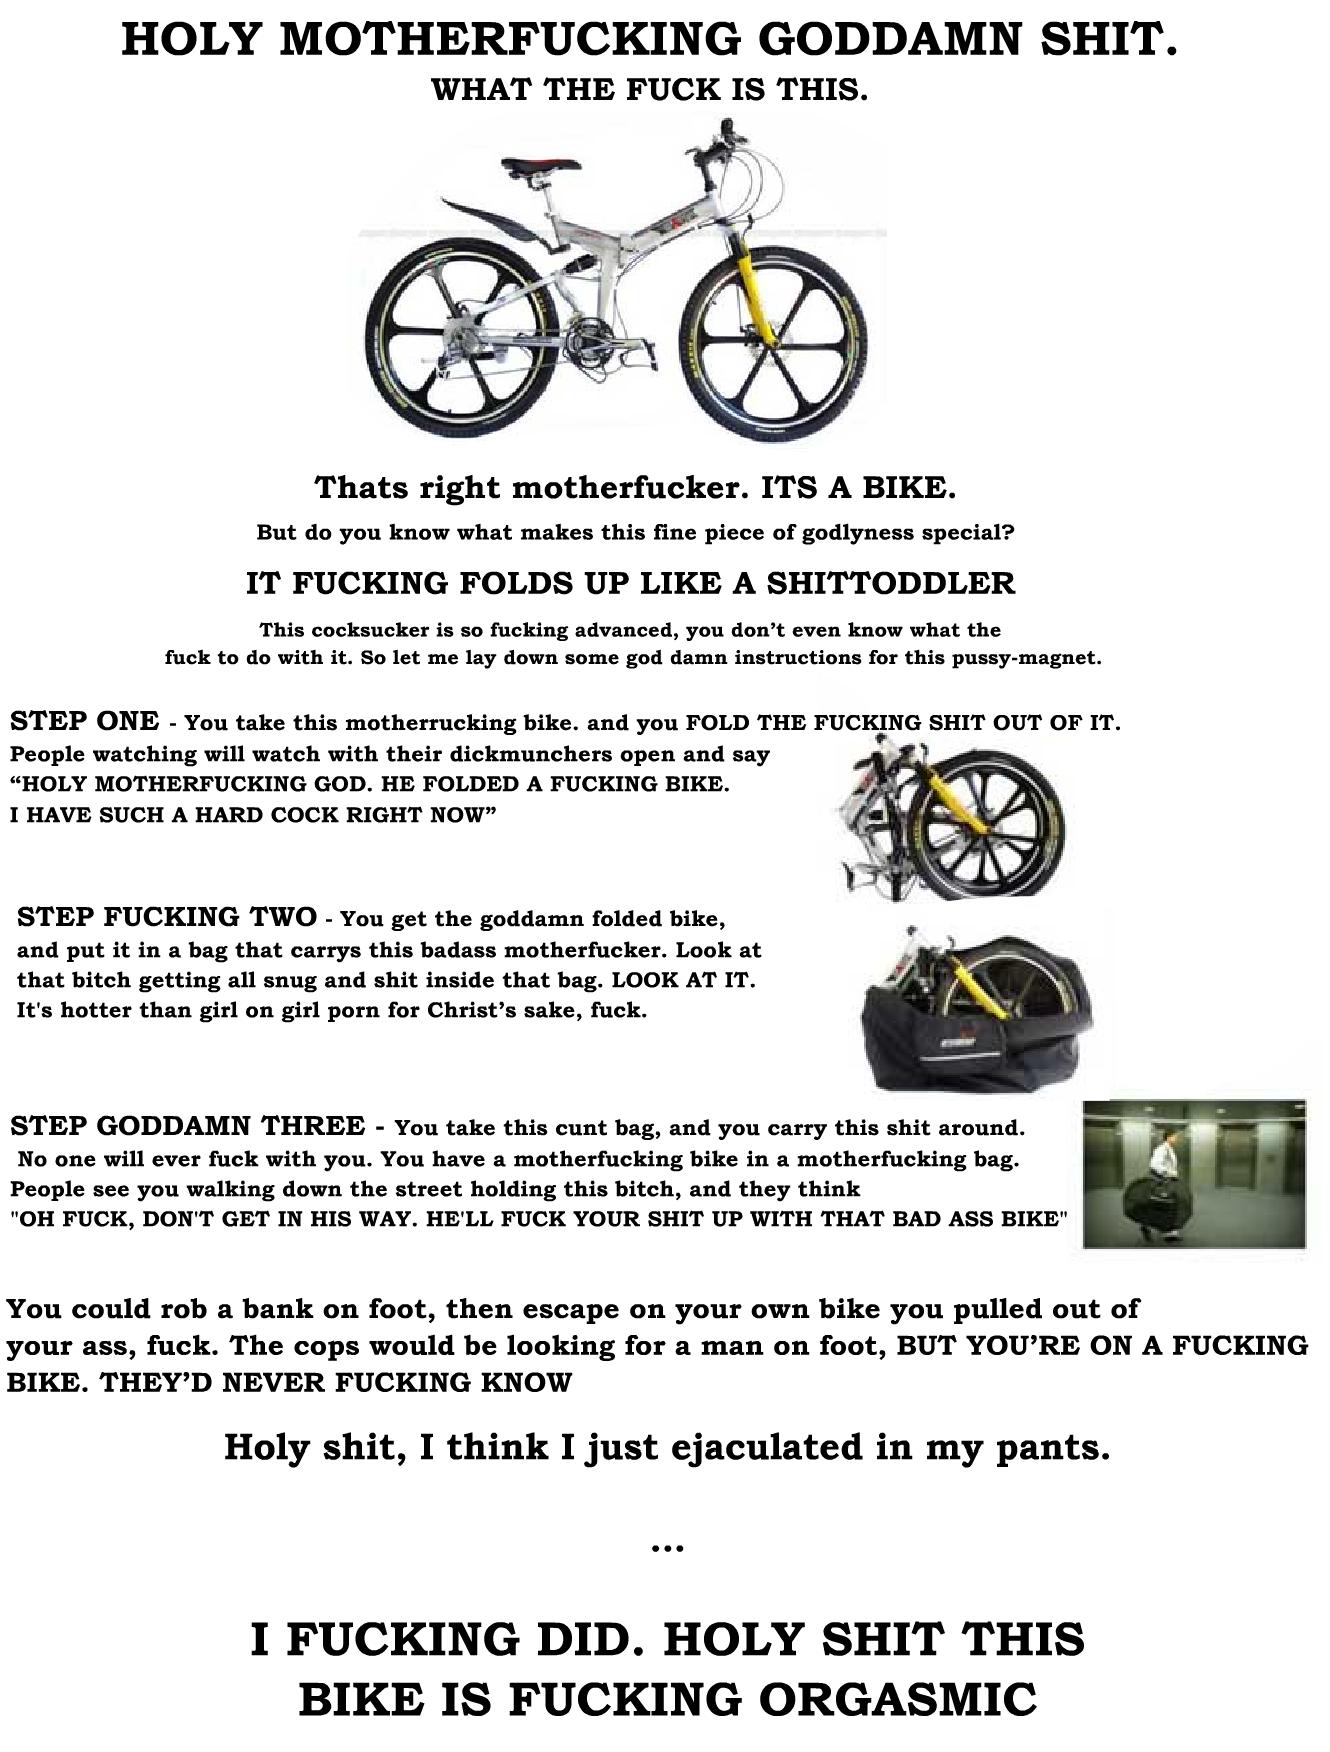 HOLY MOTHERFUCKING GODDAMN SHIT.
WHAT THE FUCK IS THIS.
Thats right motherfucker. ITS A BIKE.
But do you know what makes this fine piece of godlyness special?
IT FUCKING FOLDS UP LIKE A SHITTODDLER
This cocksucker is so fucking advanced, you don’t even know what the
fuck to do with it. So let me lay down some god damn instructions for this pussy-magnet.
STEP ONE - You take this motherrucking bike. and you FOLD THE FUCKING SHIT OUT OF IT.
People watching will watch with their dickmunchers open and say
“HOLY MOTHERFUCKING GOD. HE FOLDED A FUCKING BIKE.
I HAVE SUCH A HARD COCK RIGHT NOW”
STEP FUCKING TWO - You get the goddamn folded bike,
and put it in a bag that carrys this badass motherfucker. Look at
that bitch getting all snug and shit inside that bag. LOOK AT IT.
It's hotter than girl on girl porn for Christ’s sake, fuck.
STEP GODDAMN THREE - You take this cunt bag, and you carry this shit around.
No one will ever fuck with you. You have a motherfucking bike in a motherfucking bag.
People see you walking down the street holding this bitch, and they think
"OH FUCK, DON'T GET IN HIS WAY. HE'LL FUCK YOUR SHIT UP WITH THAT BAD ASS BIKE"
You could rob a bank on foot, then escape on your own bike you pulled out of
your ass, fuck. The cops would be looking for a man on foot, BUT YOU’RE ON A FUCKING
BIKE. THEY’D NEVER FUCKING KNOW
Holy shit, I think I just ejaculated in my pants.
...
I FUCKING DID. HOLY SHIT THIS
BIKE IS FUCKING ORGASMIC